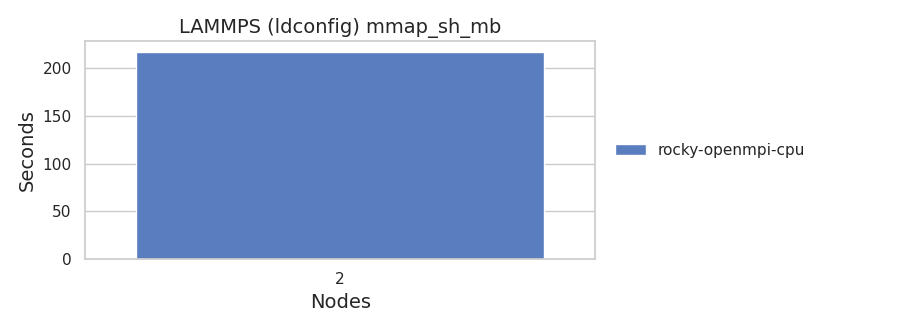 LAMMPS (ldconfig) mmap_sh_mb
Seconds
200
150
100
50
0
2
Nodes
rocky-openmpi-cpu